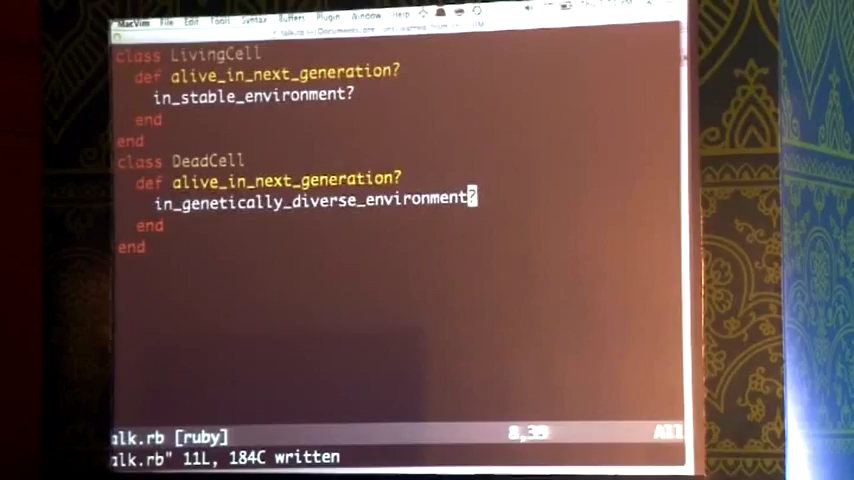 MacVim File Edit Tools Syntax Buffers Plugin Window Help
class LivingCell
def alive_in_next_generation?
in_stable_environment?
end
end
class DeadCell
def alive_in_next_generation?
in_genetically_diverse_environment?
end
end
alk.rb [ruby] 8,39 All
alk.rb" 11L, 184C written